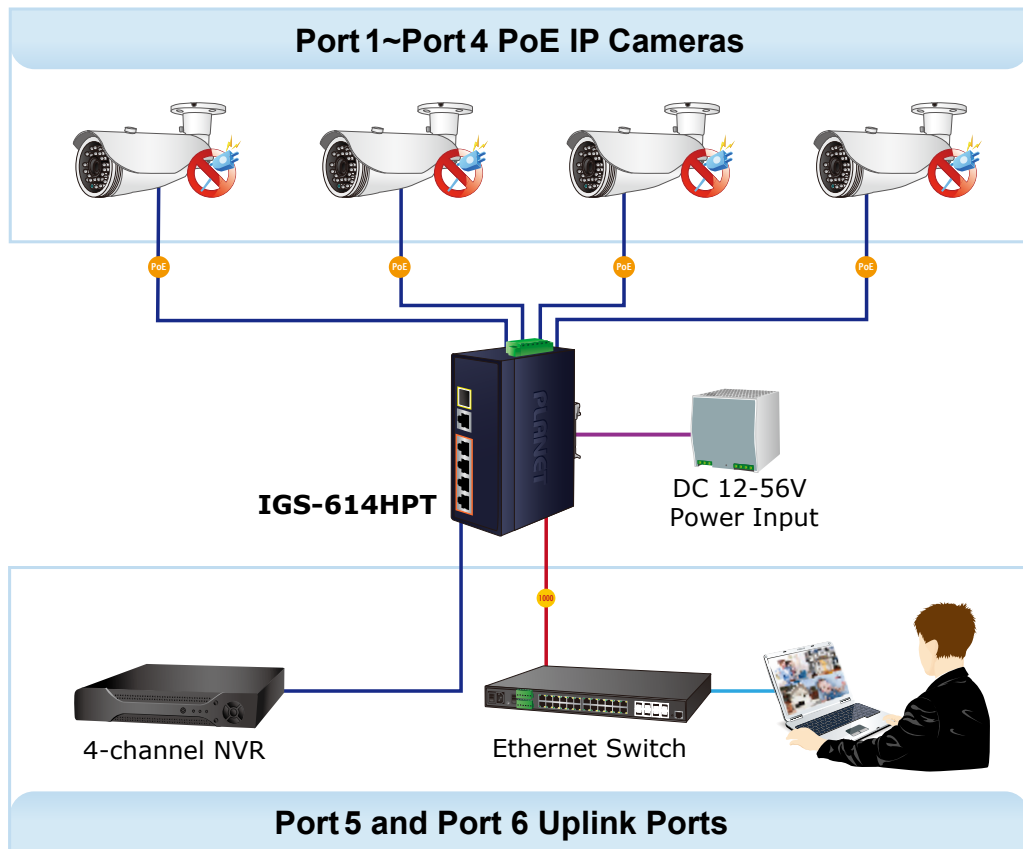 Port 1~Port 4 PoE IP Cameras
PoE
PoE
PoE
PoE
PLANET
IGS-614HPT
DC 12-56V
Power Input
1000
4-channel NVR
Ethernet Switch
Port 5 and Port 6 Uplink Ports